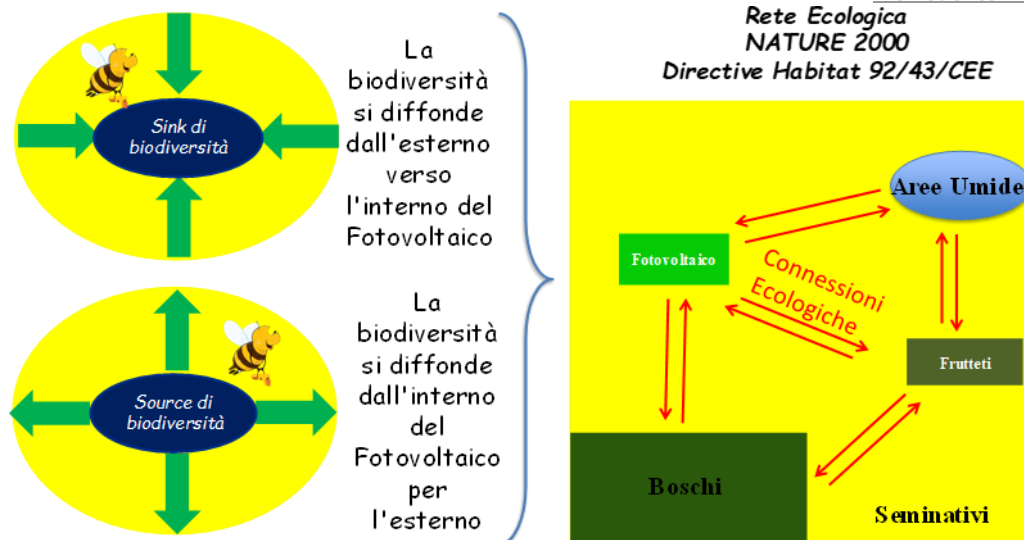 Sink di
biodiversità
La
biodiversità
si diffonde
dall'esterno
verso
l'interno del
Fotovoltaico
Source di
biodiversità
La
biodiversità
si diffonde
dall'interno
del
Fotovoltaico
per
l'esterno
Rete Ecologica
NATURE 2000
Directive Habitat 92/43/CEE
Aree Umide
Fotovoltaico
Connessioni
Ecologiche
Frutteti
Boschi
Seminativi